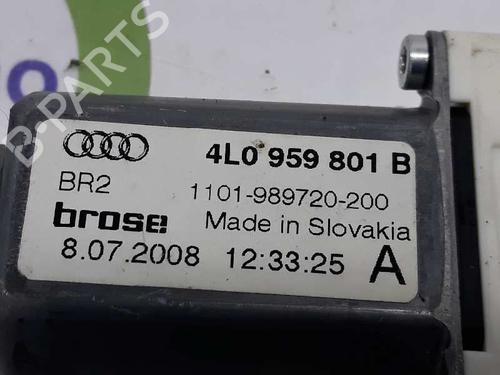 4L0 959 801 B
BR2 1101-989720-200
brose Made in Slovakia
8.07.2008 12:33:25 A
B-PARTS